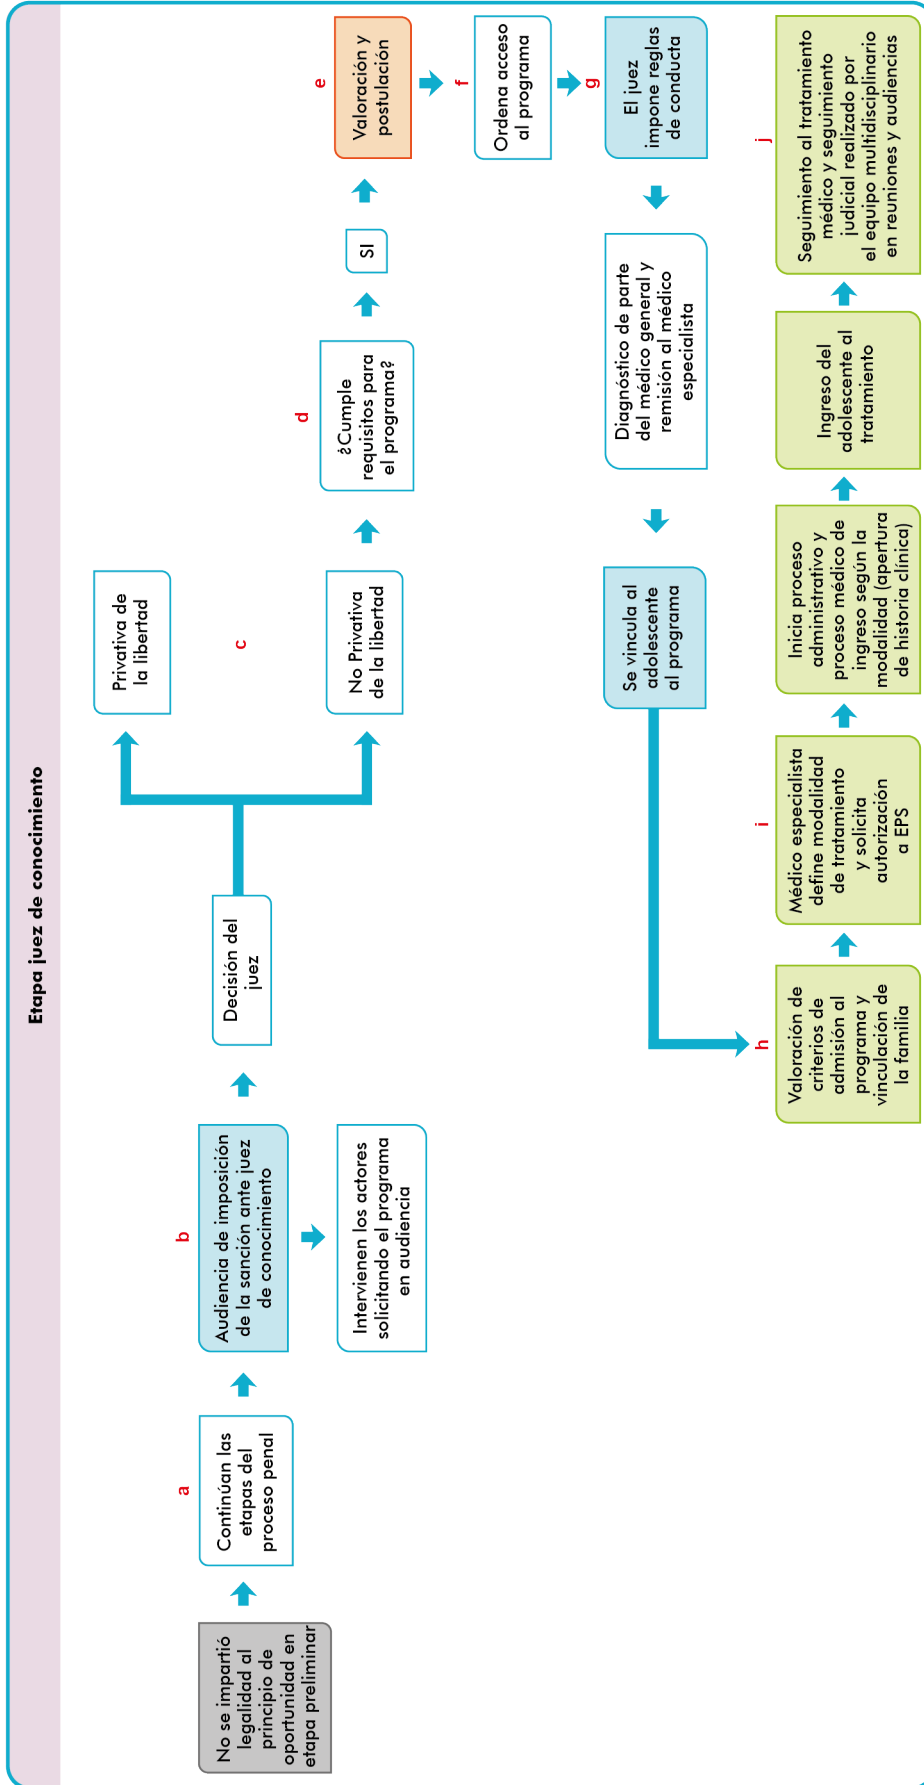 Etapa juez de conocimiento
No se impartió
legalidad al
principio de
oportunidad en
etapa preliminar
a
Continúan las
etapas del
proceso penal
b
Audiencia de imposición
de la sanción ante juez
de conocimiento
Intervienen los actores
solicitando el programa
en audiencia
Decisión del
juez
c
Privativa de
la libertad
No Privativa
de la libertad
d
¿Cumple
requisitos para
el programa?
SI
e
Valoración y
postulación
f
Ordena acceso
al programa
g
El juez
impone reglas
de conducta
Diagnóstico de parte
del médico general y
remisión al médico
especialista
Se vincula al
adolescente
al programa
h
Valoración de
criterios de
admisión al
programa y
vinculación de
la familia
i
Médico especialista
define modalidad
de tratamiento
y solicita
autorización
a EPS
Inicia proceso
administrativo y
proceso médico de
ingreso según la
modalidad (apertura
de historia clínica)
Ingreso del
adolescente al
tratamiento
j
Seguimiento al tratamiento
médico y seguimiento
judicial realizado por
el equipo multidisciplinario
en reuniones y audiencias